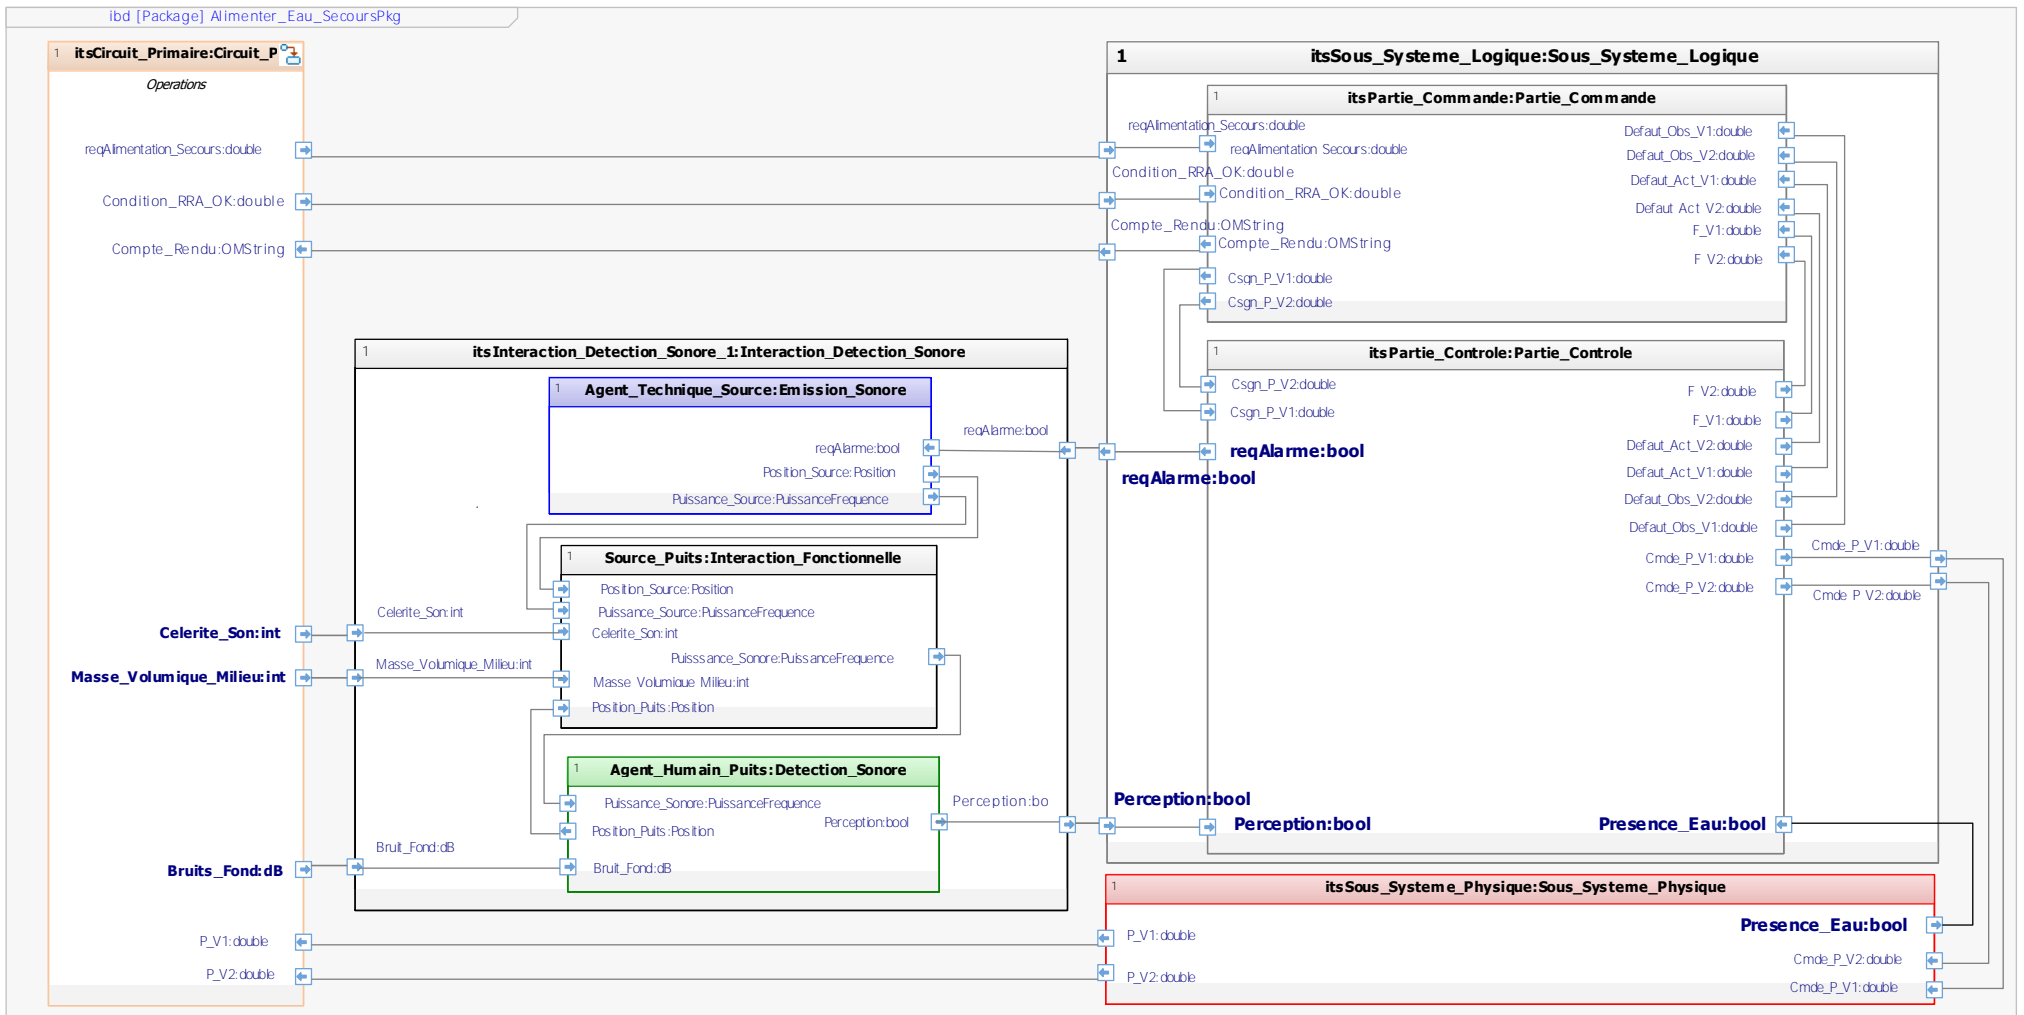 ibd [Package] Alimenter_Eau_SecoursPkg
1 itsCircuit_Primaire:Circuit_P
Operations
reqAlimentation_Secours:double
Condition_RRA_OK:double
Compte_Rendu:OMString
Celerite_Son:int
Masse_Volumique_Milieu:int
Bruits_Fond:dB
P_V1:double
P_V2:double
1 itsInteraction_Detection_Sonore_1:Interaction_Detection_Sonore
1 Agent_Technique_Source:Emission_Sonore
reqAlarme:bool
Position_Source:Position
Puissance_Source:PuissanceFrequence
reqAlarme:bool
1 Source_Puits:Interaction_Fonctionnelle
Position_Source:Position
Puissance_Source:PuissanceFrequence
Celerite_Son:int
Celerite_Son:int
Puisssance_Sonore:PuissanceFrequence
Masse_Volumique_Milieu:int
Masse_Volumique_Milieu:int
Position_Puits:Position
1 Agent_Humain_Puits:Detection_Sonore
Puissance_Sonore:PuissanceFrequence
Perception:bool
Perception:bo
Position_Puits:Position
Bruit_Fond:dB
Bruit_Fond:dB
1 itsSous_Systeme_Logique:Sous_Systeme_Logique
1 itsPartie_Commande:Partie_Commande
reqAlimentation_Secours:double
reqAlimentation_Secours:double
Condition_RRA_OK:double
Condition_RRA_OK:double
Compte_Rendu:OMString
Compte_Rendu:OMString
Csgn_P_V1:double
Csgn_P_V2:double
Defaut_Obs_V1:double
Defaut_Obs_V2:double
Defaut_Act_V1:double
Defaut_Act_V2:double
F_V1:double
F_V2:double
1 itsPartie_Controle:Partie_Controle
Csgn_P_V2:double
Csgn_P_V1:double
reqAlarme:bool
reqAlarme:bool
F_V2:double
F_V1:double
Defaut_Act_V2:double
Defaut_Act_V1:double
Defaut_Obs_V2:double
Defaut_Obs_V1:double
Cmde_P_V1:double
Cmde_P_V1:double
Cmde_P_V2:double
Cmde_P_V2:double
Perception:bool
Perception:bool
Presence_Eau:bool
1 itsSous_Systeme_Physique:Sous_Systeme_Physique
Presence_Eau:bool
P_V1:double
Cmde_P_V2:double
P_V2:double
Cmde_P_V1:double